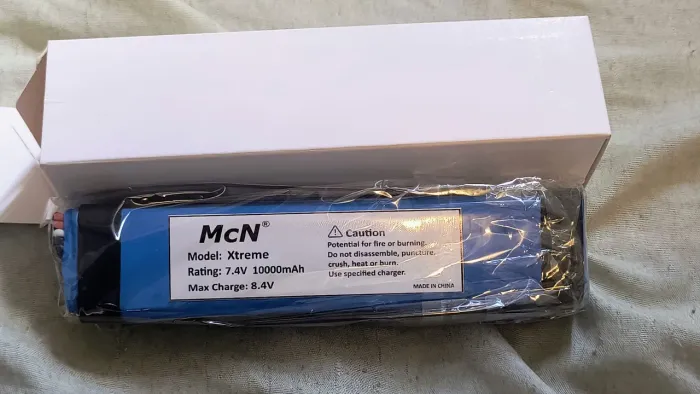 McN®
Model: Xtreme
Rating: 7.4V 10000mAh
Max Charge: 8.4V
⚠ Caution
Potential for fire or burning.
Do not disassemble, puncture,
crush, heat or burn.
Use specified charger.
MADE IN CHINA